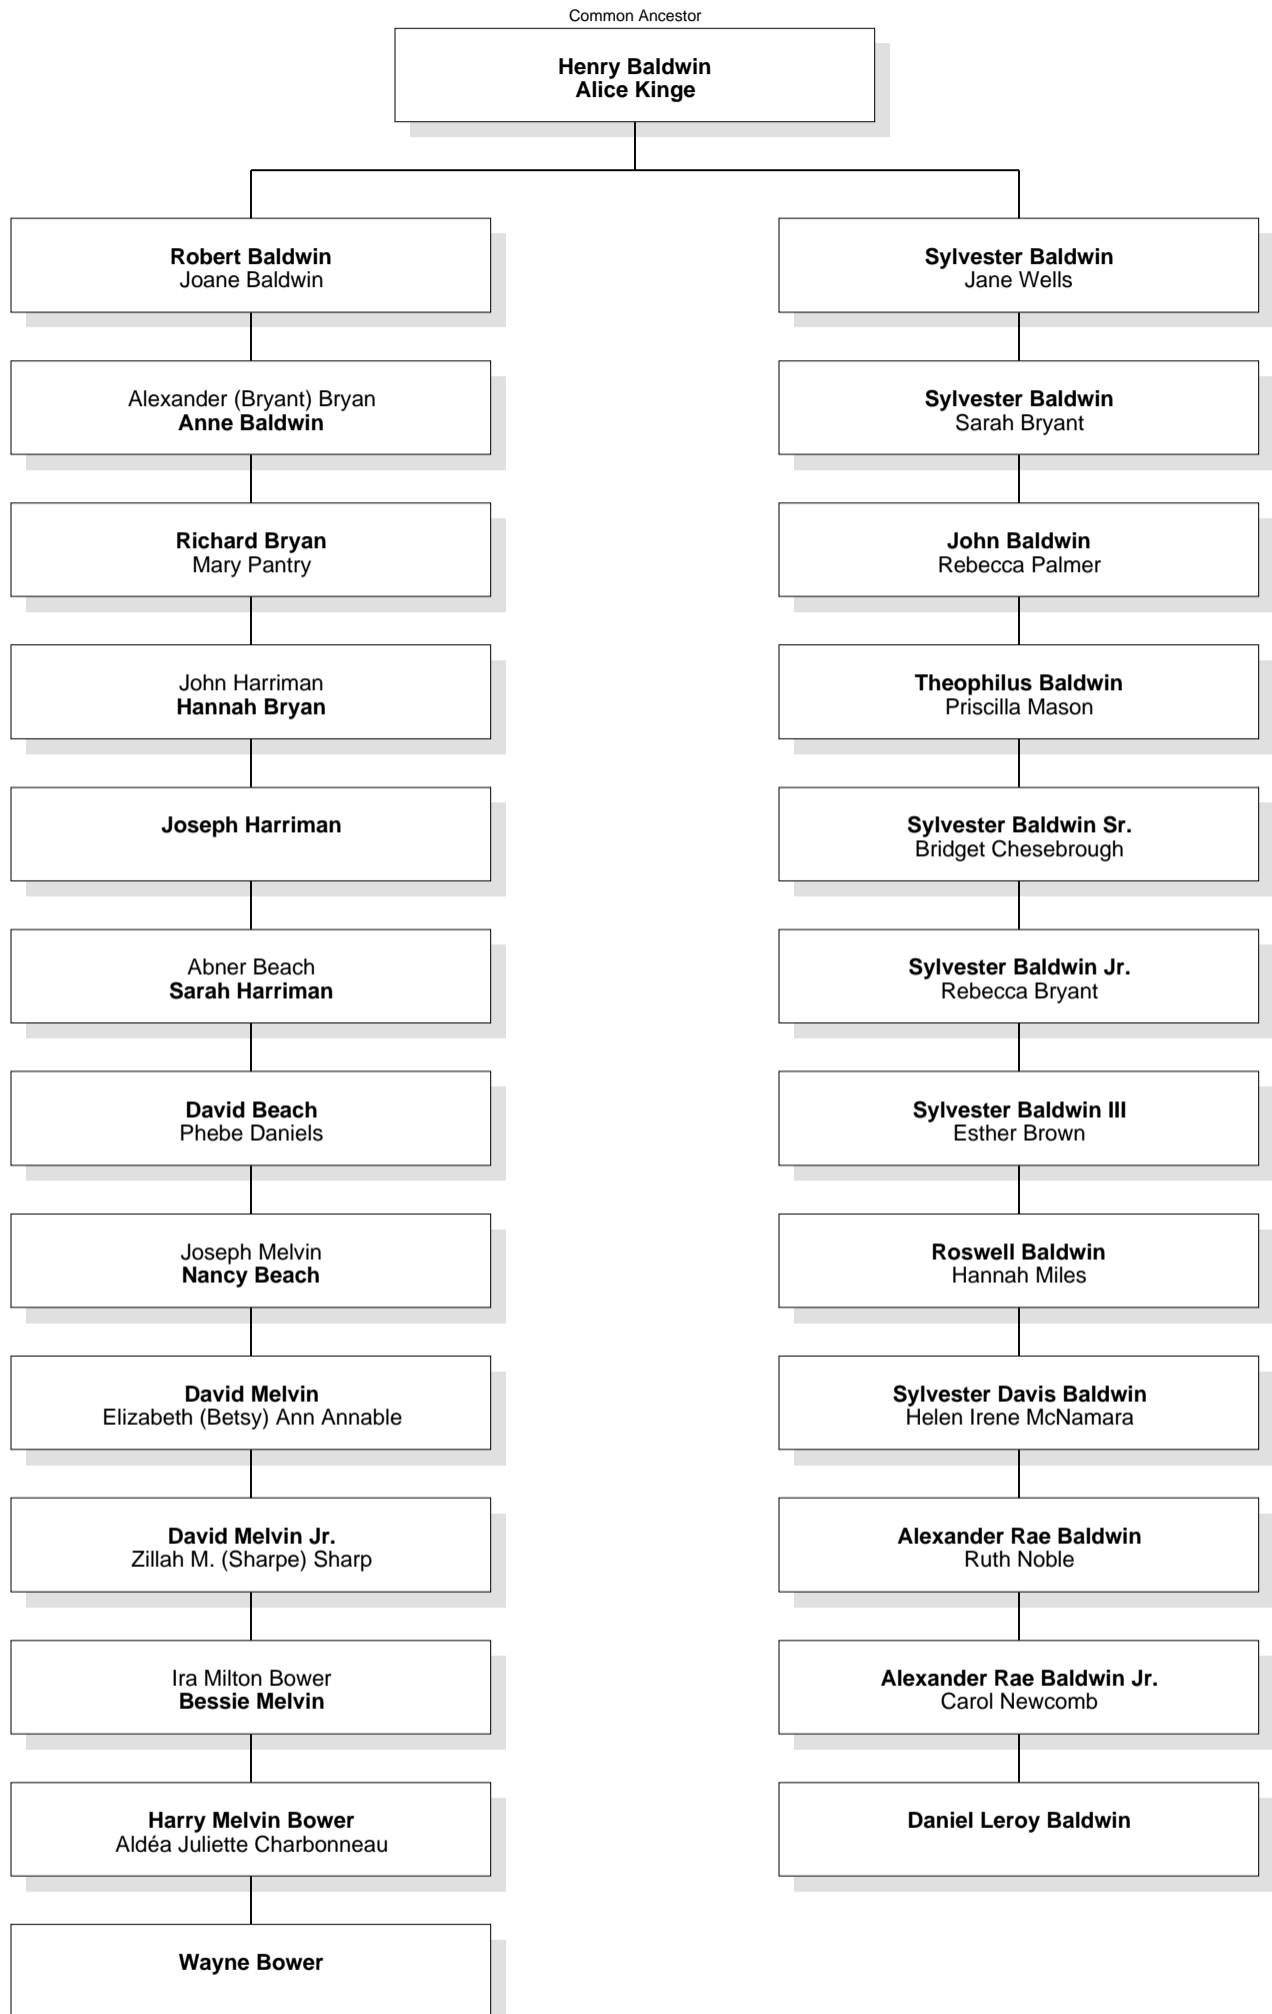 Common Ancestor
Henry Baldwin
Alice Kinge
Robert Baldwin
Joane Baldwin
Sylvester Baldwin
Jane Wells
Alexander (Bryant) Bryan
Anne Baldwin
Sylvester Baldwin
Sarah Bryant
Richard Bryan
Mary Pantry
John Baldwin
Rebecca Palmer
John Harriman
Hannah Bryan
Theophilus Baldwin
Priscilla Mason
Joseph Harriman
Sylvester Baldwin Sr.
Bridget Chesebrough
Abner Beach
Sarah Harriman
Sylvester Baldwin Jr.
Rebecca Bryant
David Beach
Phebe Daniels
Sylvester Baldwin III
Esther Brown
Joseph Melvin
Nancy Beach
Roswell Baldwin
Hannah Miles
David Melvin
Elizabeth (Betsy) Ann Annable
Sylvester Davis Baldwin
Helen Irene McNamara
David Melvin Jr.
Zillah M. (Sharpe) Sharp
Alexander Rae Baldwin
Ruth Noble
Ira Milton Bower
Bessie Melvin
Alexander Rae Baldwin Jr.
Carol Newcomb
Harry Melvin Bower
Aldéa Juliette Charbonneau
Daniel Leroy Baldwin
Wayne Bower